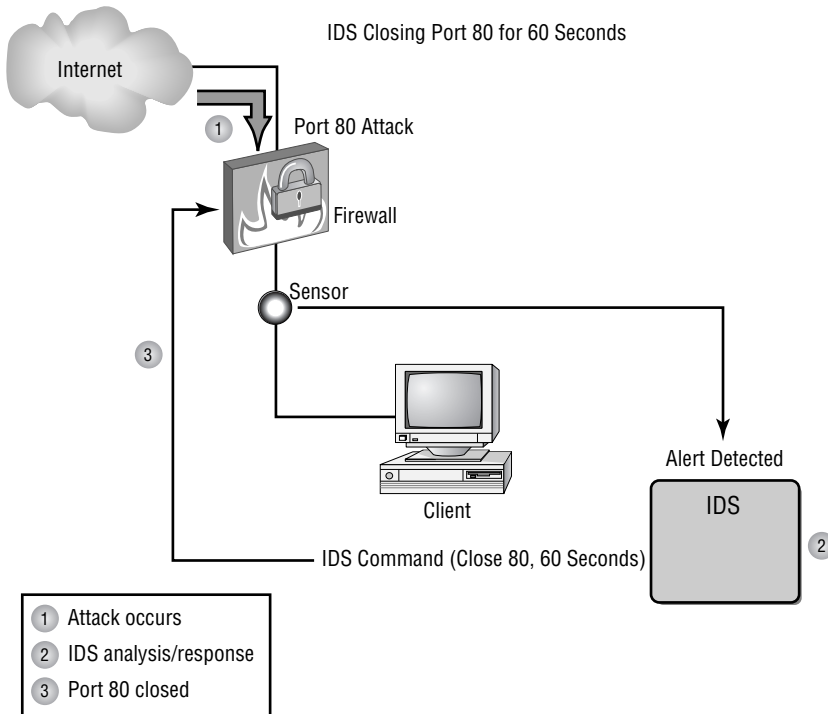 IDS Closing Port 80 for 60 Seconds
Internet
1
Port 80 Attack
Firewall
Sensor
3
Client
Alert Detected
IDS
2
IDS Command (Close 80, 60 Seconds)
1 Attack occurs
2 IDS analysis/response
3 Port 80 closed